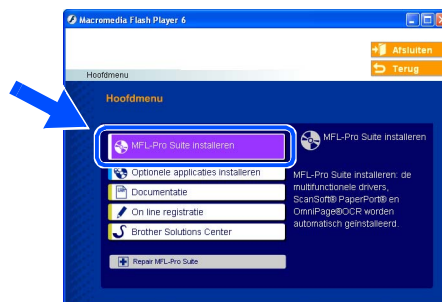 Macromedia Flash Player 6
Afsluiten
Terug
Hoofdmenu
Hoofdmenu
MFL-Pro Suite installeren
Optionele applicaties installeren
Documentatie
On line registratie
Brother Solutions Center
Repair MFL-Pro Suite
MFL-Pro Suite installeren
MFL-Pro Suite installeren: de
multifunctionele drivers,
ScanSoft® PaperPort® en
OmniPage®OCR worden
automatisch geïnstalleerd.